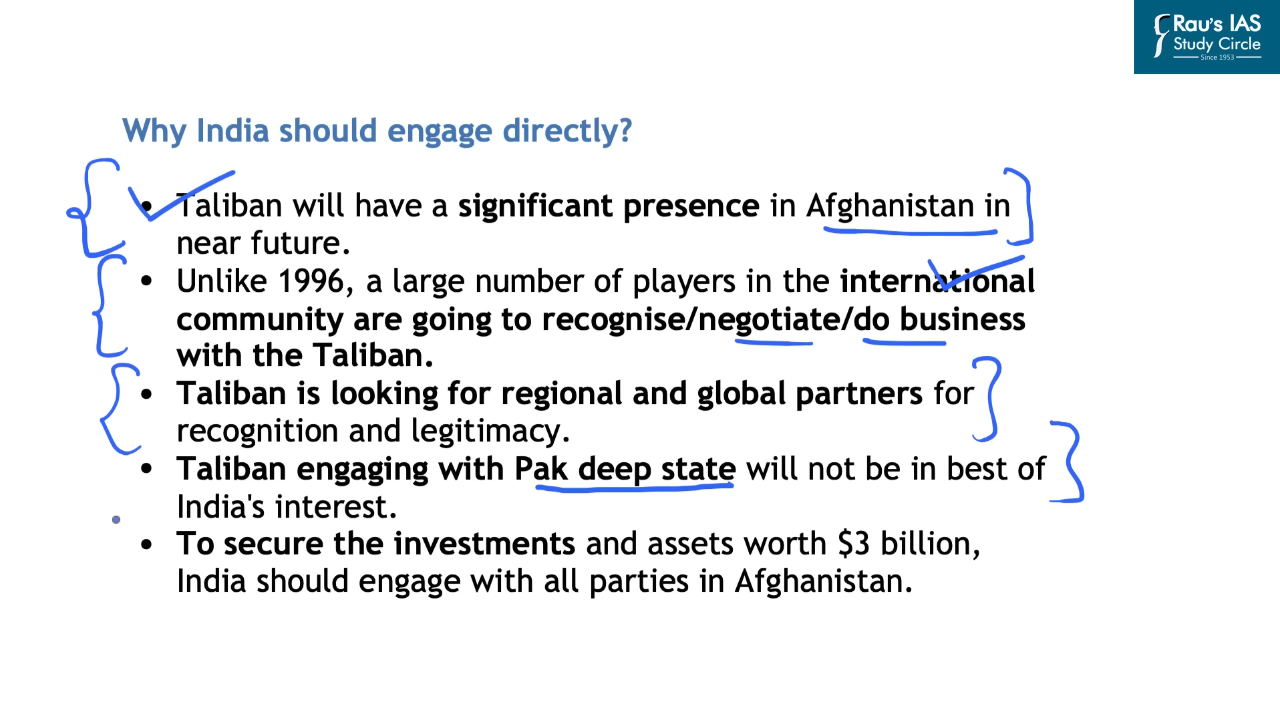 Rau's IAS
Study Circle
Since 1953
Why India should engage directly?
• Taliban will have a significant presence in Afghanistan in
near future.
• Unlike 1996, a large number of players in the international
community are going to recognise/negotiate/do business
with the Taliban.
• Taliban is looking for regional and global partners for
recognition and legitimacy.
• Taliban engaging with Pak deep state will not be in best of
India's interest.
• To secure the investments and assets worth $3 billion,
India should engage with all parties in Afghanistan.